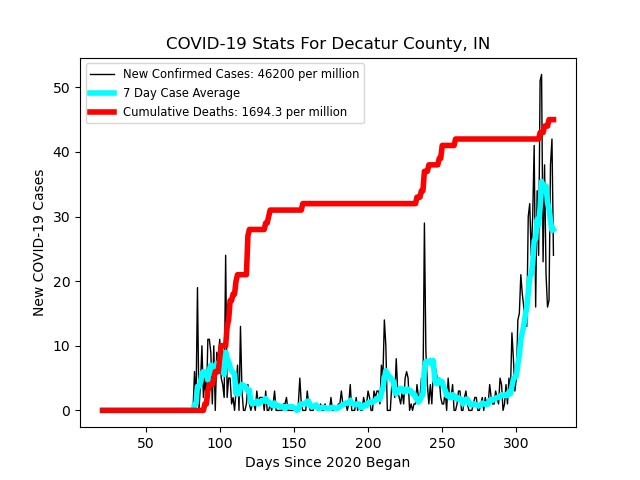 COVID-19 Stats For Decatur County, IN
New Confirmed Cases: 46200 per million
7 Day Case Average
Cumulative Deaths: 1694.3 per million
New COVID-19 Cases
50
40
30
20
10
0
50 100 150 200 250 300
Days Since 2020 Began